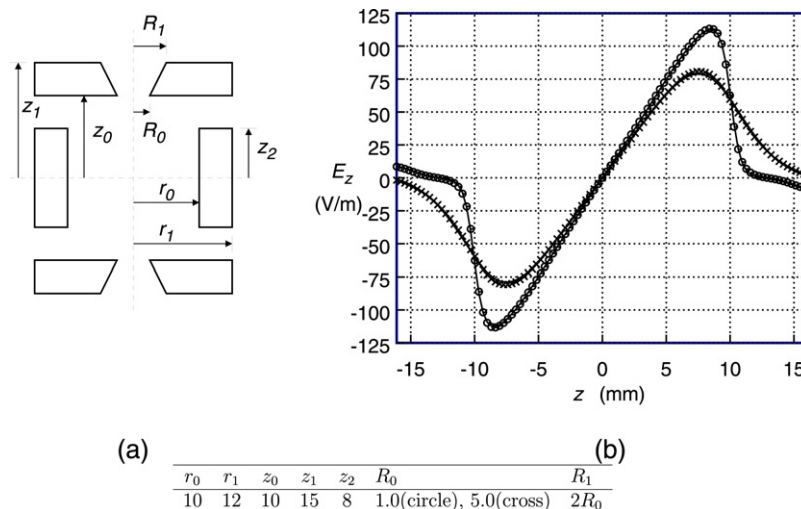 R1
z1
z0
R0
z2
r0
r1
(a)
125
100
75
50
25
0
-25
-50
-75
-100
-125
Ez
(V/m)
-15 -10 -5 0 5 10 15
z (mm)
(b)
r0 r1 z0 z1 z2 R0 R1
10 12 10 15 8 1.0(circle), 5.0(cross) 2R0